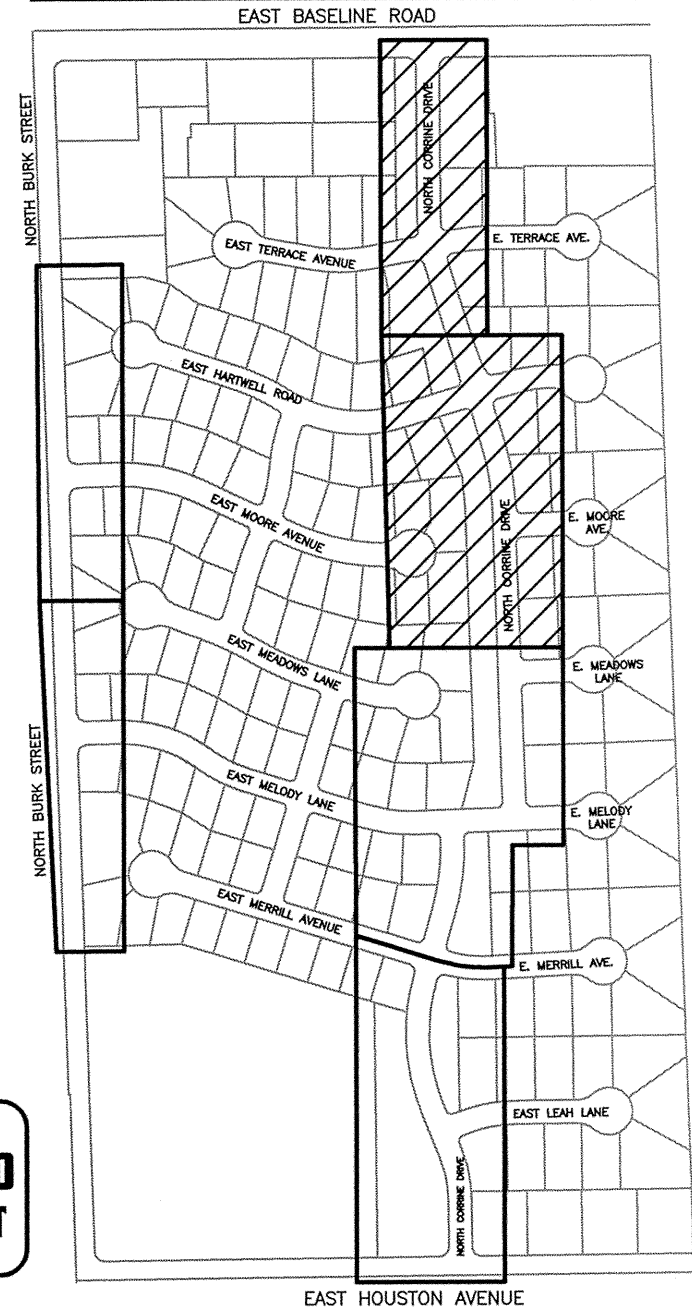 EAST BASELINE ROAD
NORTH BURK STREET
NORTH CORRINE DRIVE
EAST TERRACE AVENUE
E. TERRACE AVE.
EAST HARTWELL ROAD
EAST MOORE AVENUE
NORTH CORRINE DRIVE
E. MOORE
AVE.
EAST MEADOWS LANE
E. MEADOWS
LANE
NORTH BURK STREET
EAST MELODY LANE
E. MELODY
LANE
EAST MERRILL AVENUE
E. MERRILL AVE.
EAST LEAH LANE
NORTH CORRINE DRIVE
EAST HOUSTON AVENUE